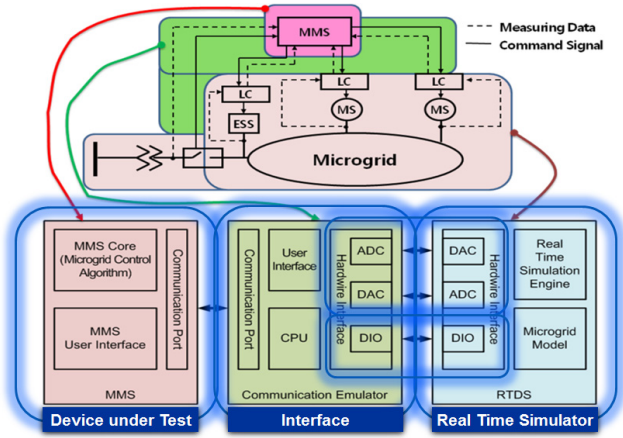 MMS
Measuring Data
Command Signal
LC
LC
LC
ESS
MS
MS
Microgrid
MMS Core
(Microgrid Control
Algorithm)
MMS
User Interface
Communication Port
MMS
Communication Port
User
Interface
CPU
Hardwire Interface
ADC
DAC
DIO
Communication Emulator
DAC
ADC
DIO
Hardwire Interface
Real
Time
Simulation
Engine
Microgrid
Model
RTDS
Device under Test
Interface
Real Time Simulator